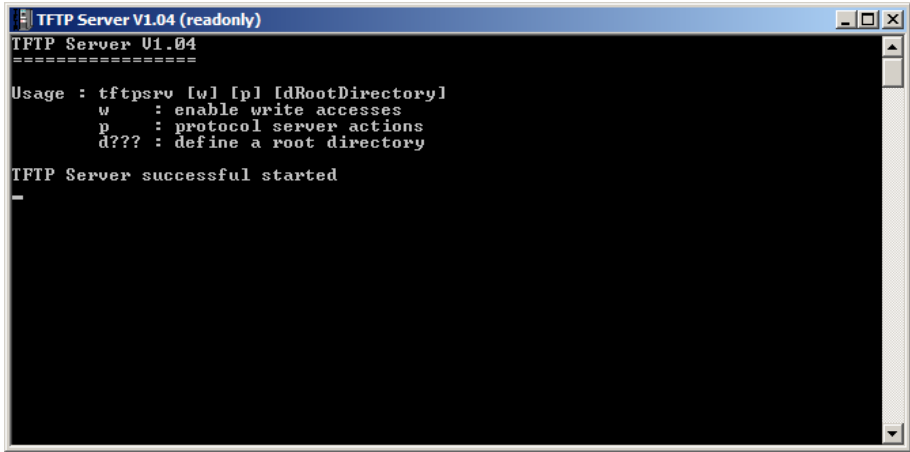 TFTP Server V1.04 (readonly)
TFTP Server V1.04
=================
Usage : tftpsrv [w] [p] [dRootDirectory]
        w    : enable write accesses
        p    : protocol server actions
        d??? : define a root directory
TFTP Server successful started